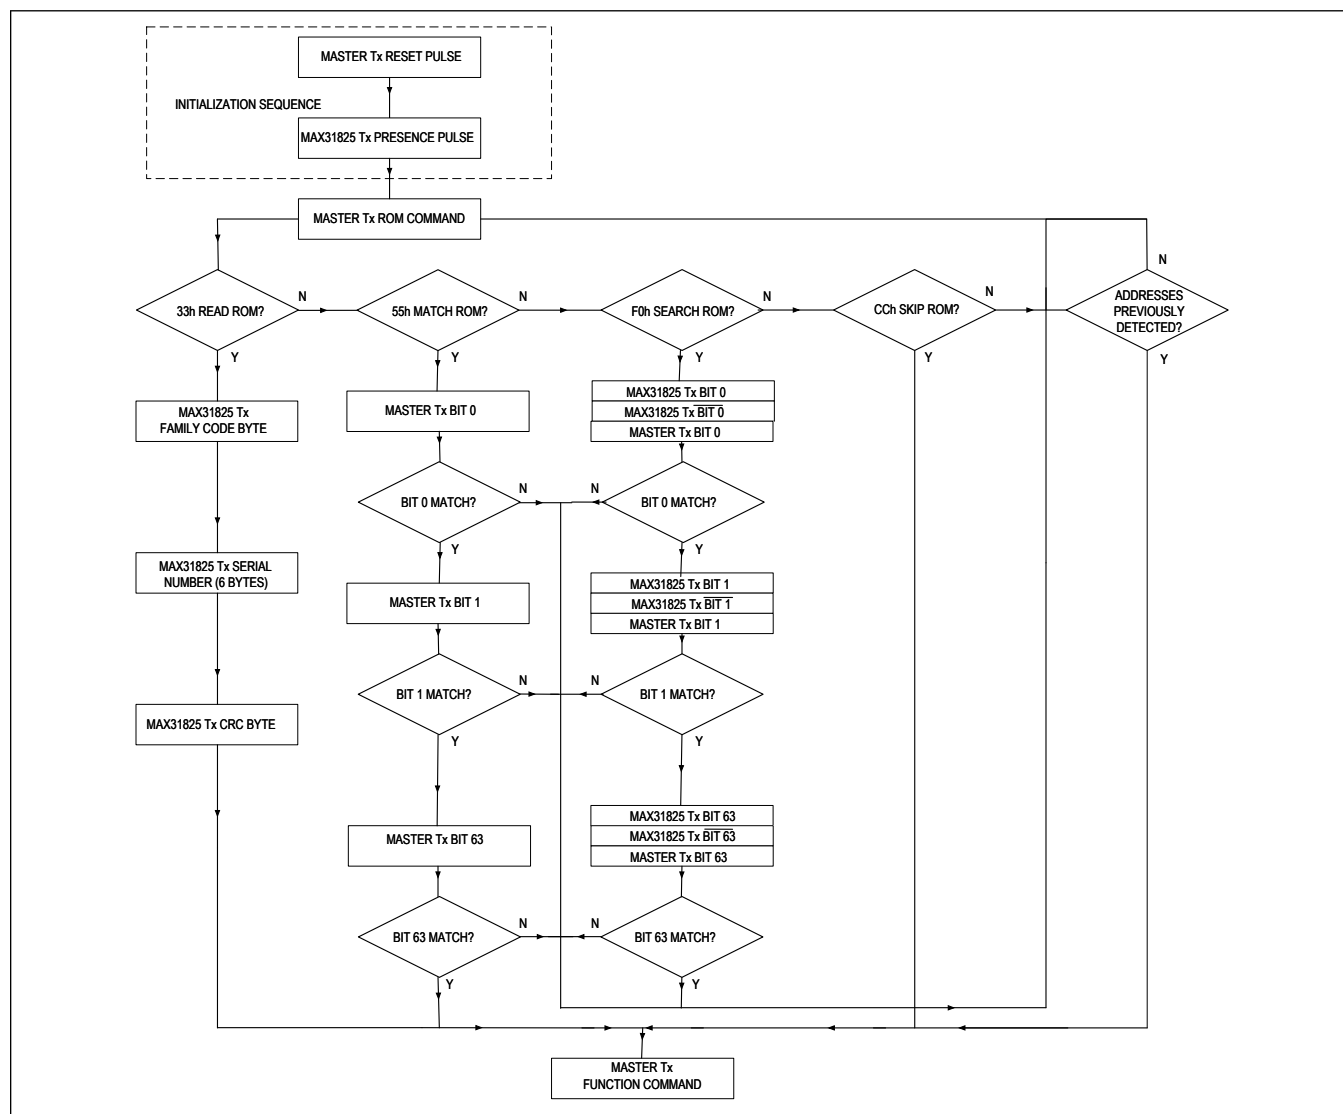 MASTER Tx RESET PULSE
INITIALIZATION SEQUENCE
MAX31825 Tx PRESENCE PULSE
MASTER Tx ROM COMMAND
33h READ ROM?
N
Y
55h MATCH ROM?
N
Y
F0h SEARCH ROM?
N
Y
CCh SKIP ROM?
N
Y
N
ADDRESSES
PREVIOUSLY
DETECTED?
Y
MAX31825 Tx
FAMILY CODE BYTE
MAX31825 Tx SERIAL
NUMBER (6 BYTES)
MAX31825 Tx CRC BYTE
MASTER Tx BIT 0
BIT 0 MATCH?
N
Y
MASTER Tx BIT 1
BIT 1 MATCH?
N
Y
MASTER Tx BIT 63
BIT 63 MATCH?
N
Y
MAX31825 Tx BIT 0
MAX31825 Tx B̅I̅T̅ ̅0̅
MASTER Tx BIT 0
N
BIT 0 MATCH?
Y
MAX31825 Tx BIT 1
MAX31825 Tx B̅I̅T̅ ̅1̅
MASTER Tx BIT 1
N
BIT 1 MATCH?
Y
MAX31825 Tx BIT 63
MAX31825 Tx B̅I̅T̅ ̅6̅3̅
MASTER Tx BIT 63
N
BIT 63 MATCH?
Y
MASTER Tx
FUNCTION COMMAND